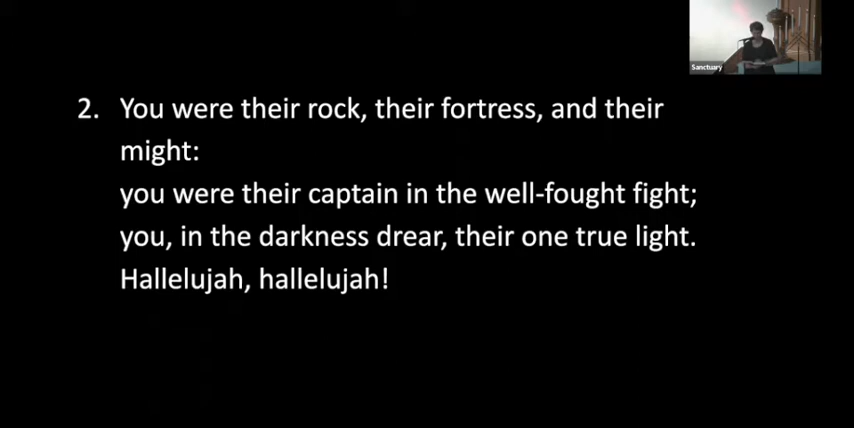 Sanctuary
2. You were their rock, their fortress, and their
might:
you were their captain in the well-fought fight;
you, in the darkness drear, their one true light.
Hallelujah, hallelujah!